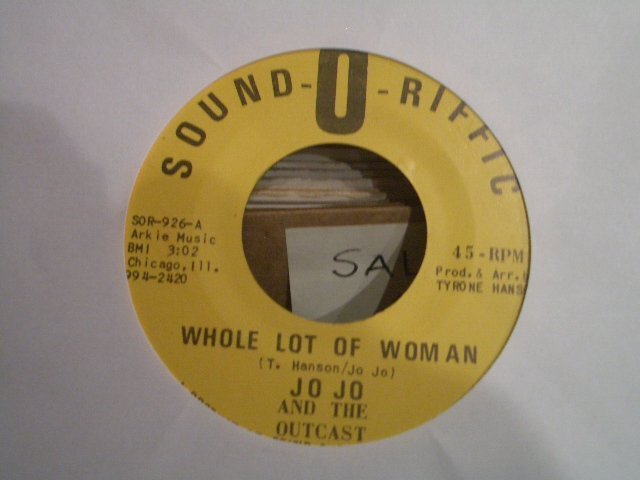 SOUND-O-RIFFIC
SOR-926-A
Arkie Music
BMI 3:02
Chicago,Ill.
994-2420
SAL
45-RPM
Prod.& Arr.
TYRONE HANS
WHOLE LOT OF WOMAN
(T. Hanson/Jo Jo)
JO JO
AND THE
OUTCAST